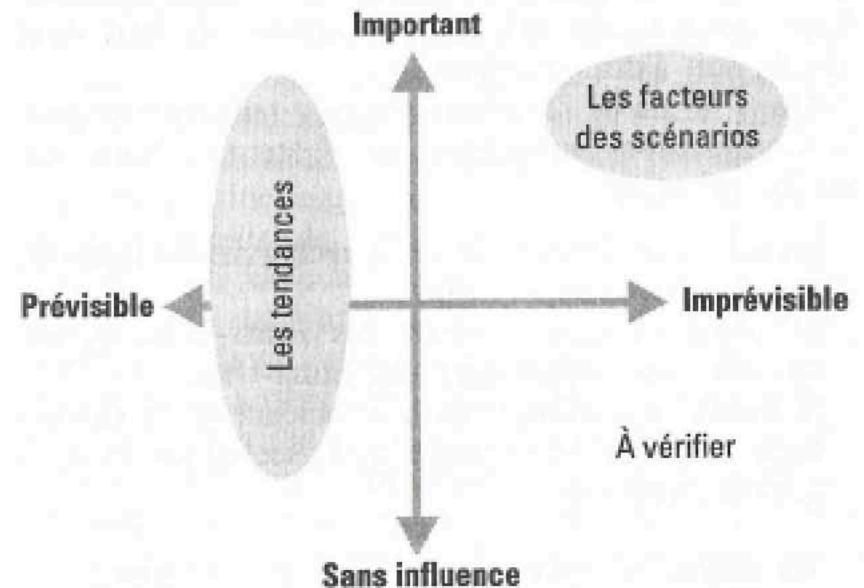 Important
Les facteurs
des scénarios
Les tendances
Prévisible
Imprévisible
À vérifier
Sans influence